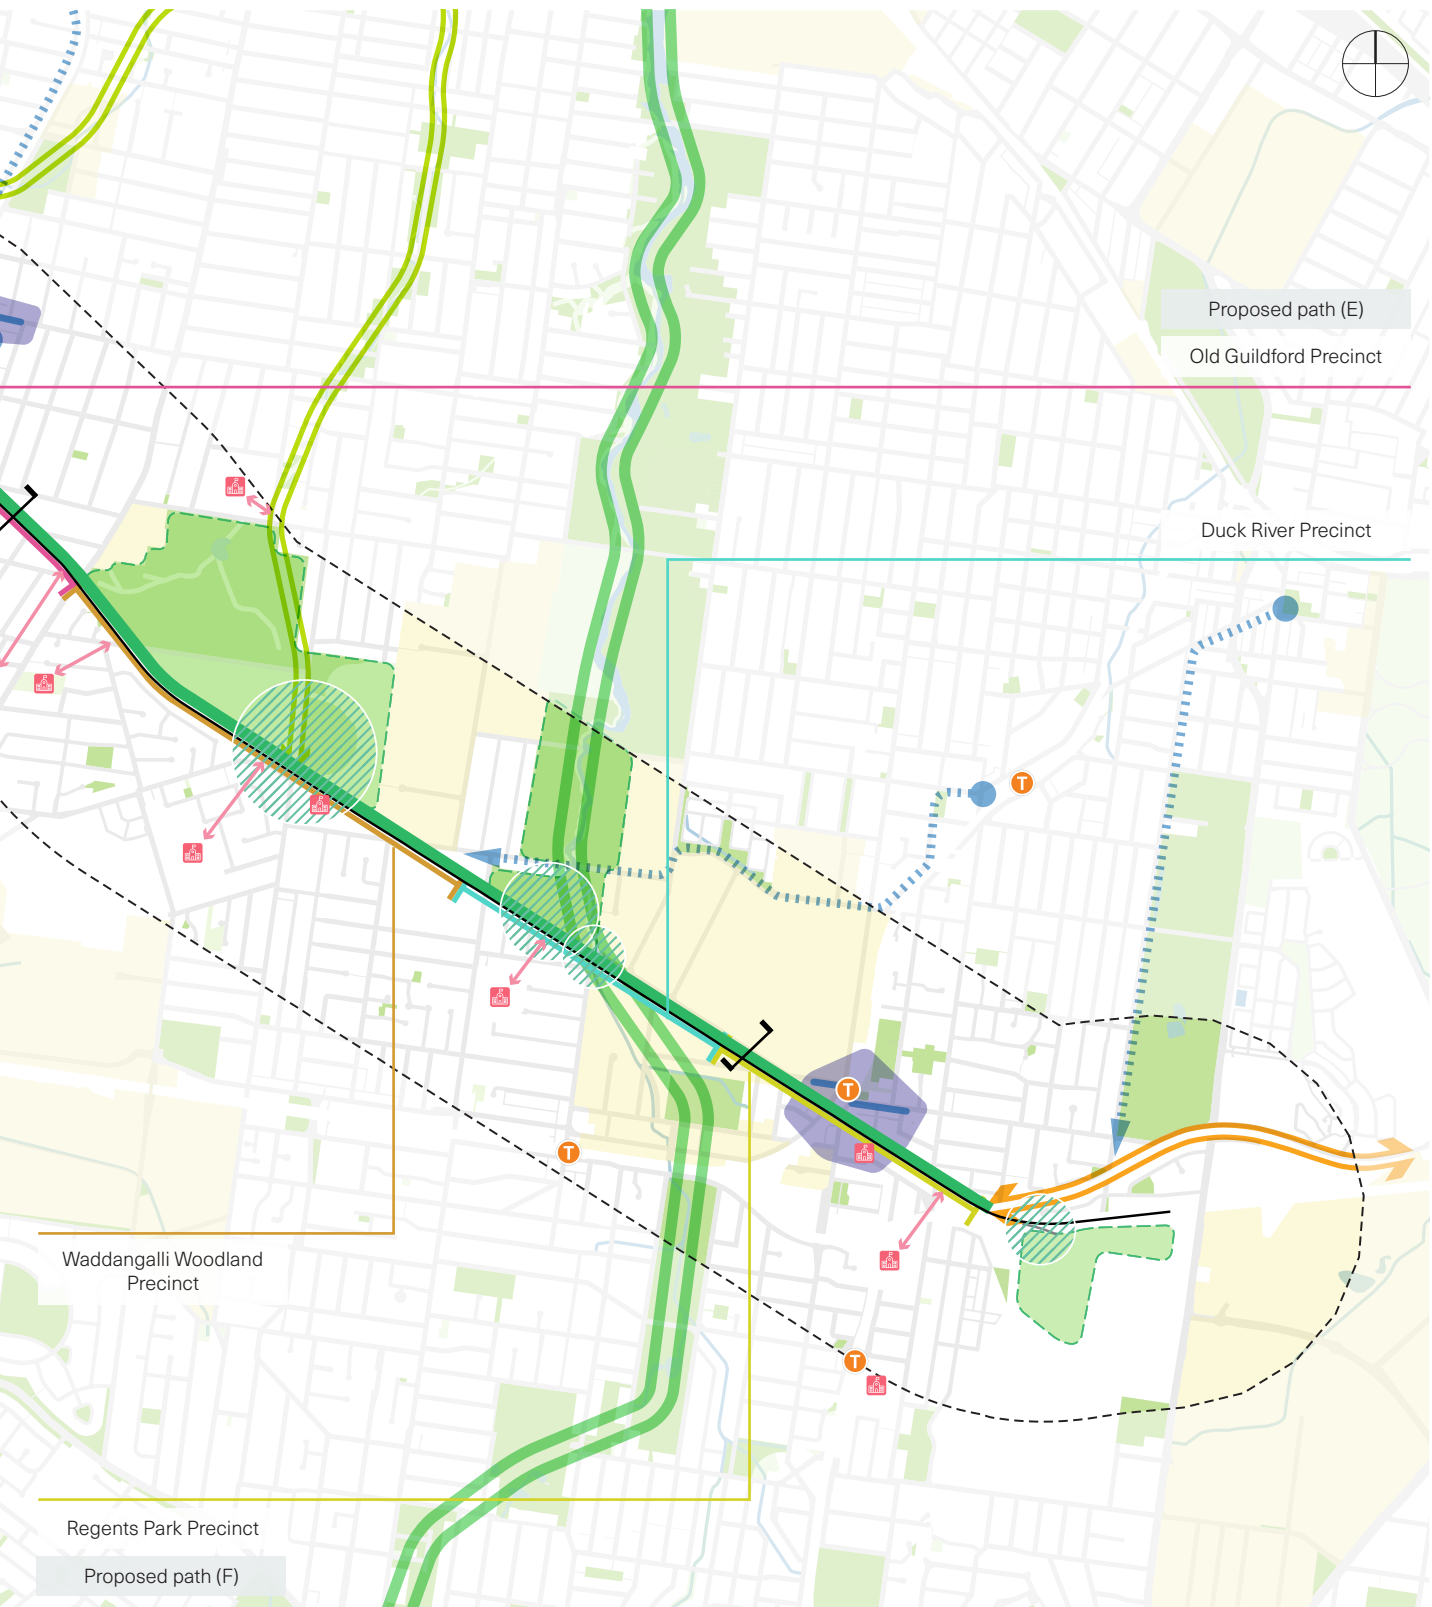 Proposed path (E)
Old Guildford Precinct
Duck River Precinct
T
T
T
Waddangalli Woodland
Precinct
T
Regents Park Precinct
Proposed path (F)